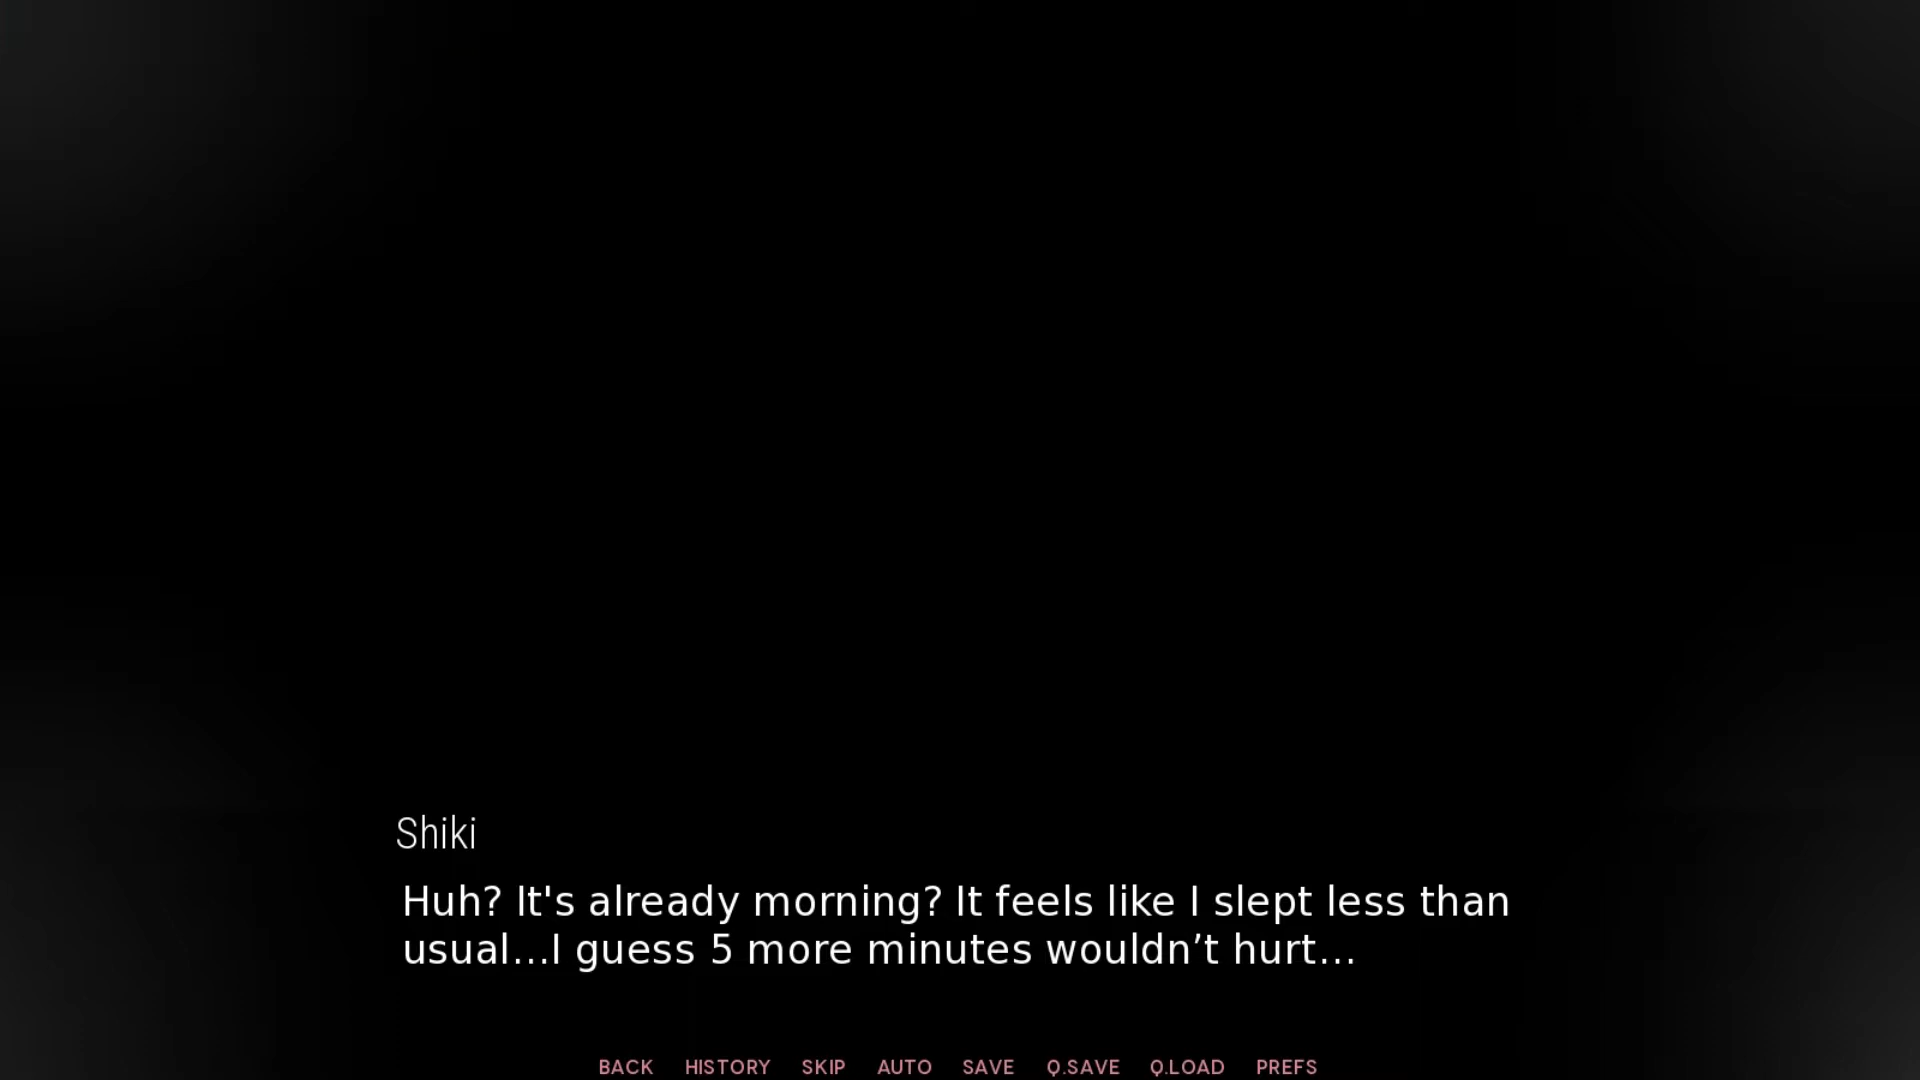 Shiki
Huh? It's already morning? It feels like I slept less than
usual...I guess 5 more minutes wouldn’t hurt...
BACK HISTORY SKIP AUTO SAVE Q.SAVE Q.LOAD PREFS